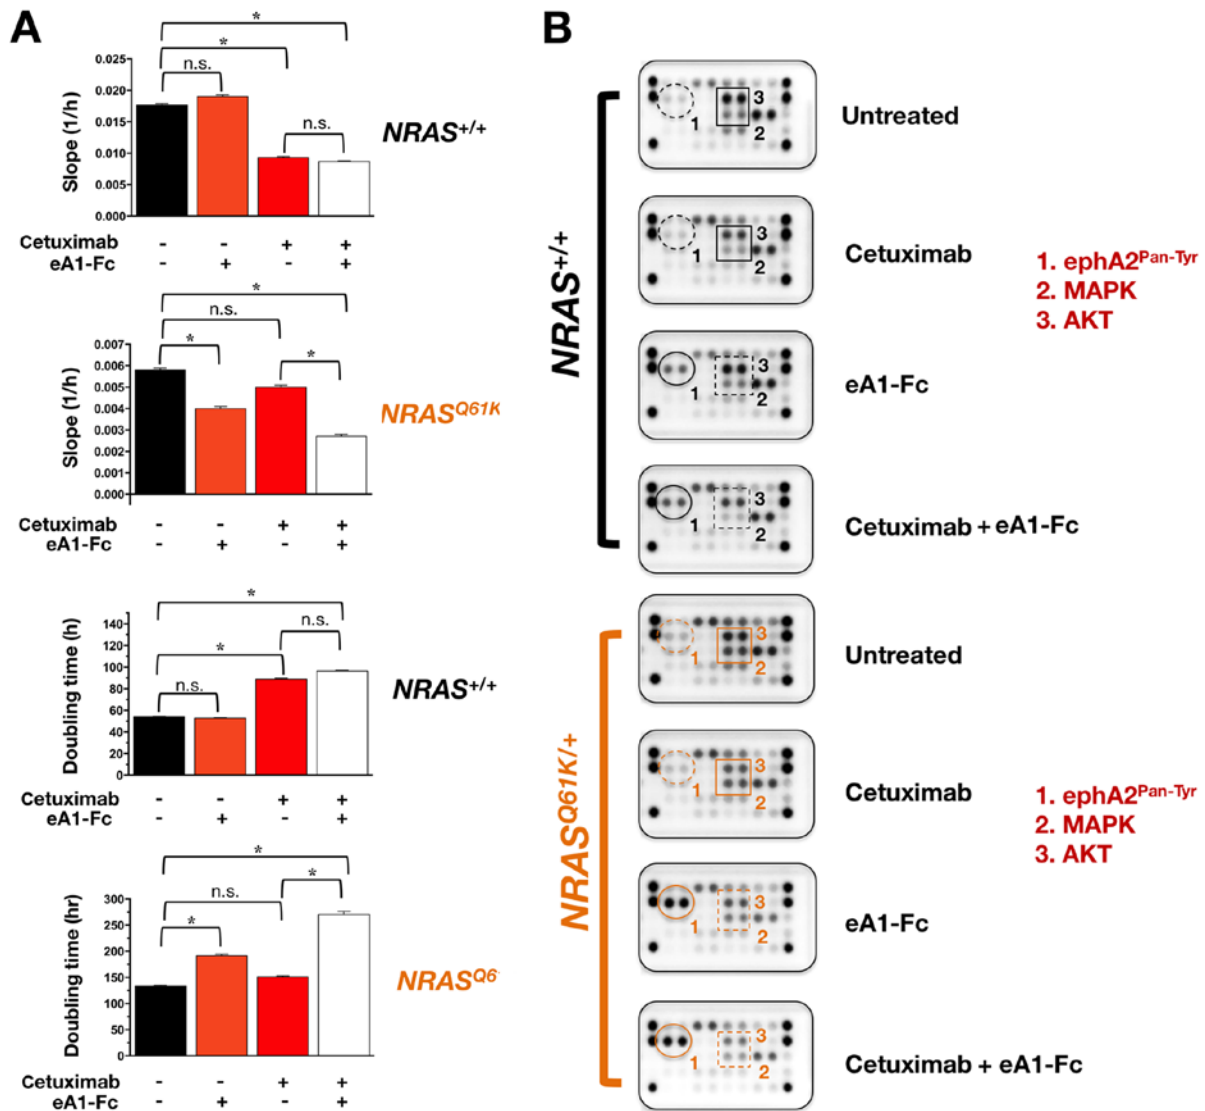 A
*
*
n.s.
n.s.
0.025
0.020
0.015
0.010
0.005
0.000
Slope (1/h)
NRAS+/+
Cetuximab - - + +
eA1-Fc - + - +
*
n.s.
*
*
0.007
0.006
0.005
0.004
0.003
0.002
0.001
0.000
Slope (1/h)
NRASQ61K
Cetuximab - - + +
eA1-Fc - + - +
*
n.s.
*
n.s.
140
120
100
80
60
40
20
0
Doubling time (h)
NRAS+/+
Cetuximab - - + +
eA1-Fc - + - +
*
n.s.
*
*
300
250
200
150
100
50
0
Doubling time (hr)
NRASQ6
Cetuximab - - + +
eA1-Fc - + - +
B
NRAS+/+
1 3 2
Untreated
1 3 2
Cetuximab
1. ephA2Pan-Tyr
2. MAPK
3. AKT
1 3 2
eA1-Fc
1 3 2
Cetuximab + eA1-Fc
NRASQ61K/+
1 3 2
Untreated
1 3 2
Cetuximab
1. ephA2Pan-Tyr
2. MAPK
3. AKT
1 3 2
eA1-Fc
1 3 2
Cetuximab + eA1-Fc